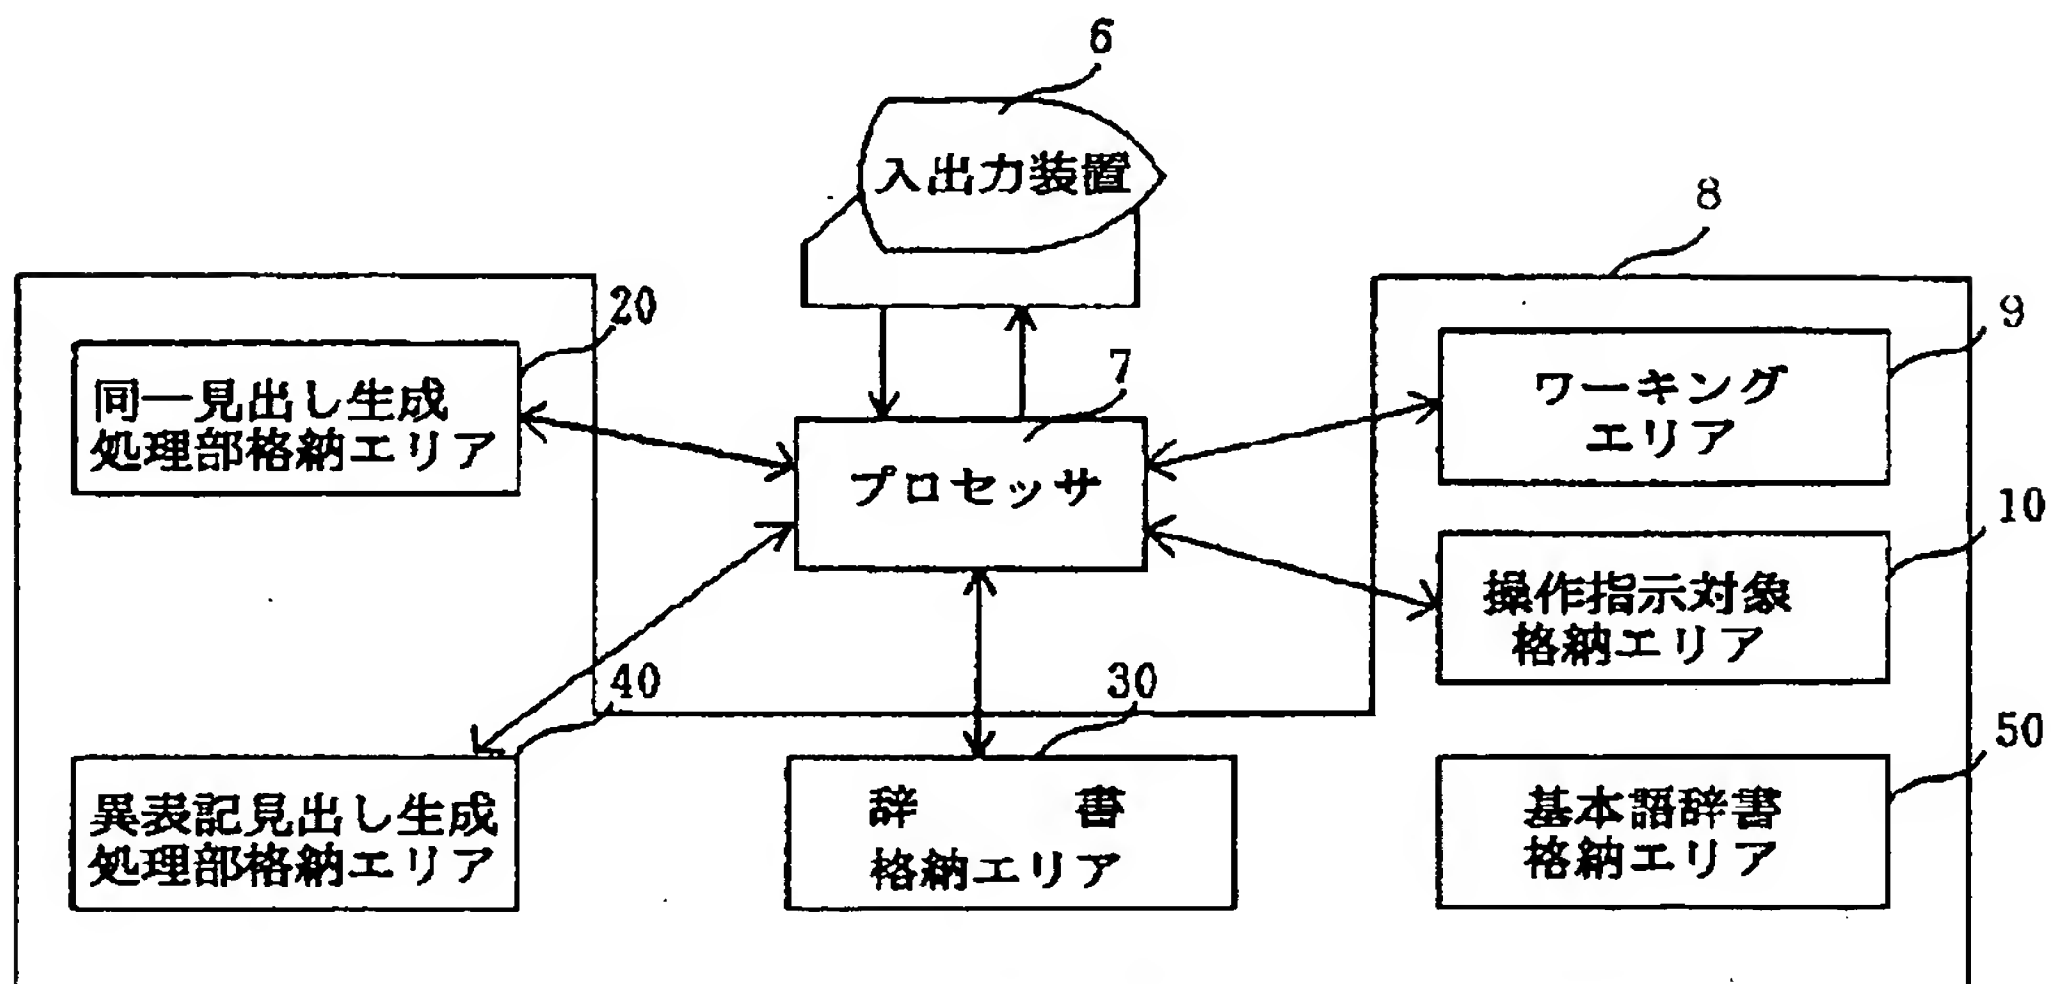 6
入出力装置
8
20
同一見出し生成
処理部格納エリア
7
プロセッサ
9
ワーキング
エリア
10
操作指示対象
格納エリア
40
異表記見出し生成
処理部格納エリア
30
辞 書
格納エリア
50
基本語辞書
格納エリア